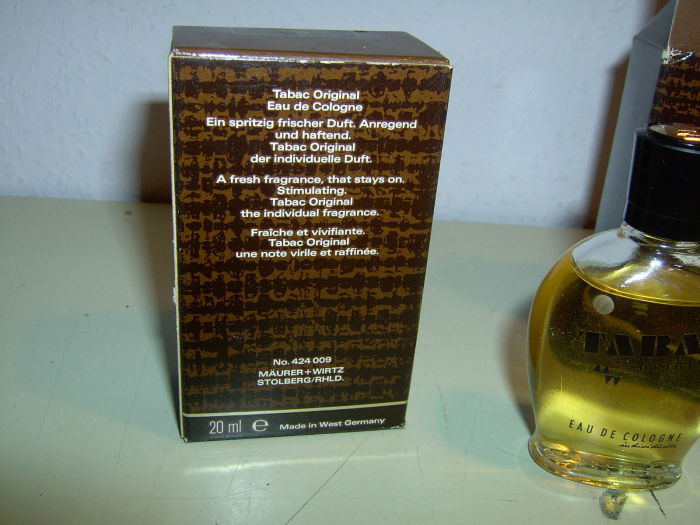 Tabac Original
Eau de Cologne
Ein spritzig frischer Duft. Anregend
und haftend.
Tabac Original
der individuelle Duft.
A fresh fragrance, that stays on.
Stimulating.
Tabac Original
the individual fragrance.
Fraîche et vivifiante.
Tabac Original
une note virile et raffinée.
No. 424 009
MÄURER+WIRTZ
STOLBERG/RHLD.
20 ml e Made in West Germany
TABA
ORIG
EAU DE COLOGNE